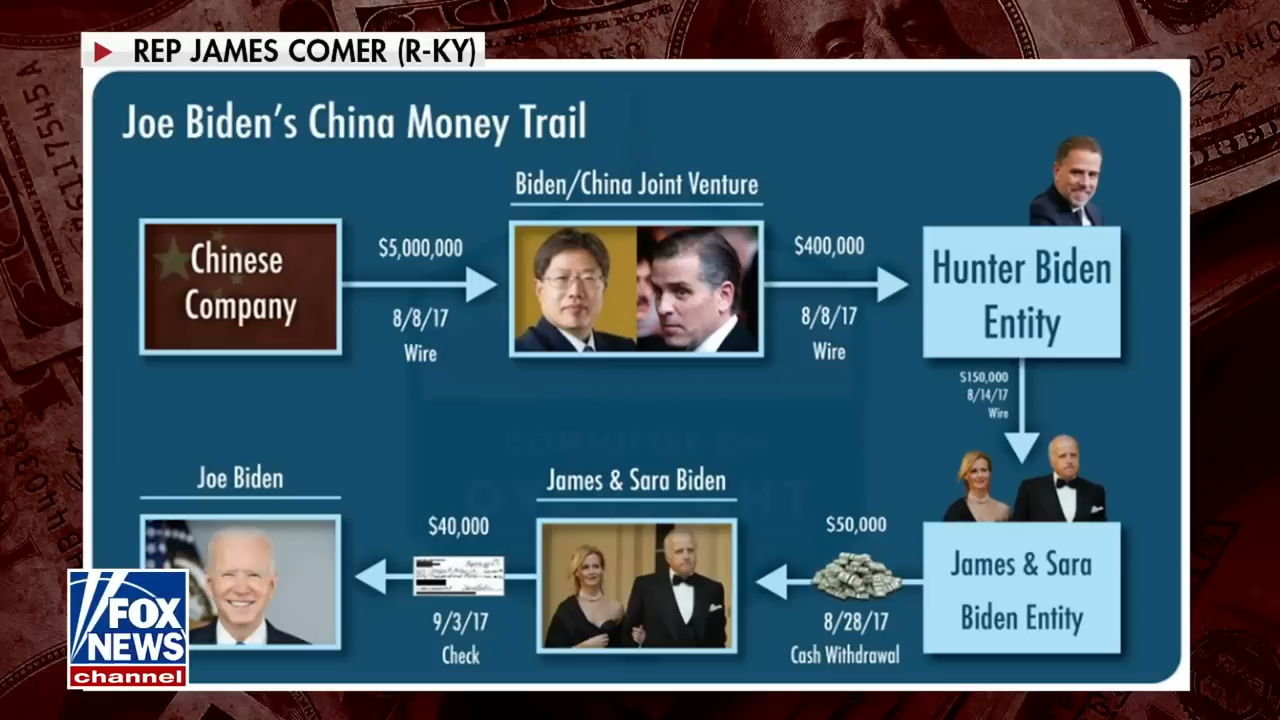 REP JAMES COMER (R-KY)
Joe Biden's China Money Trail
Biden/China Joint Venture
Chinese
Company
$5,000,000
8/8/17
Wire
$400,000
8/8/17
Wire
Hunter Biden
Entity
$150,000
8/14/17
Wire
James & Sara
Biden Entity
$50,000
8/28/17
Cash Withdrawal
James & Sara Biden
$40,000
9/3/17
Check
Joe Biden
FOX
NEWS
channel